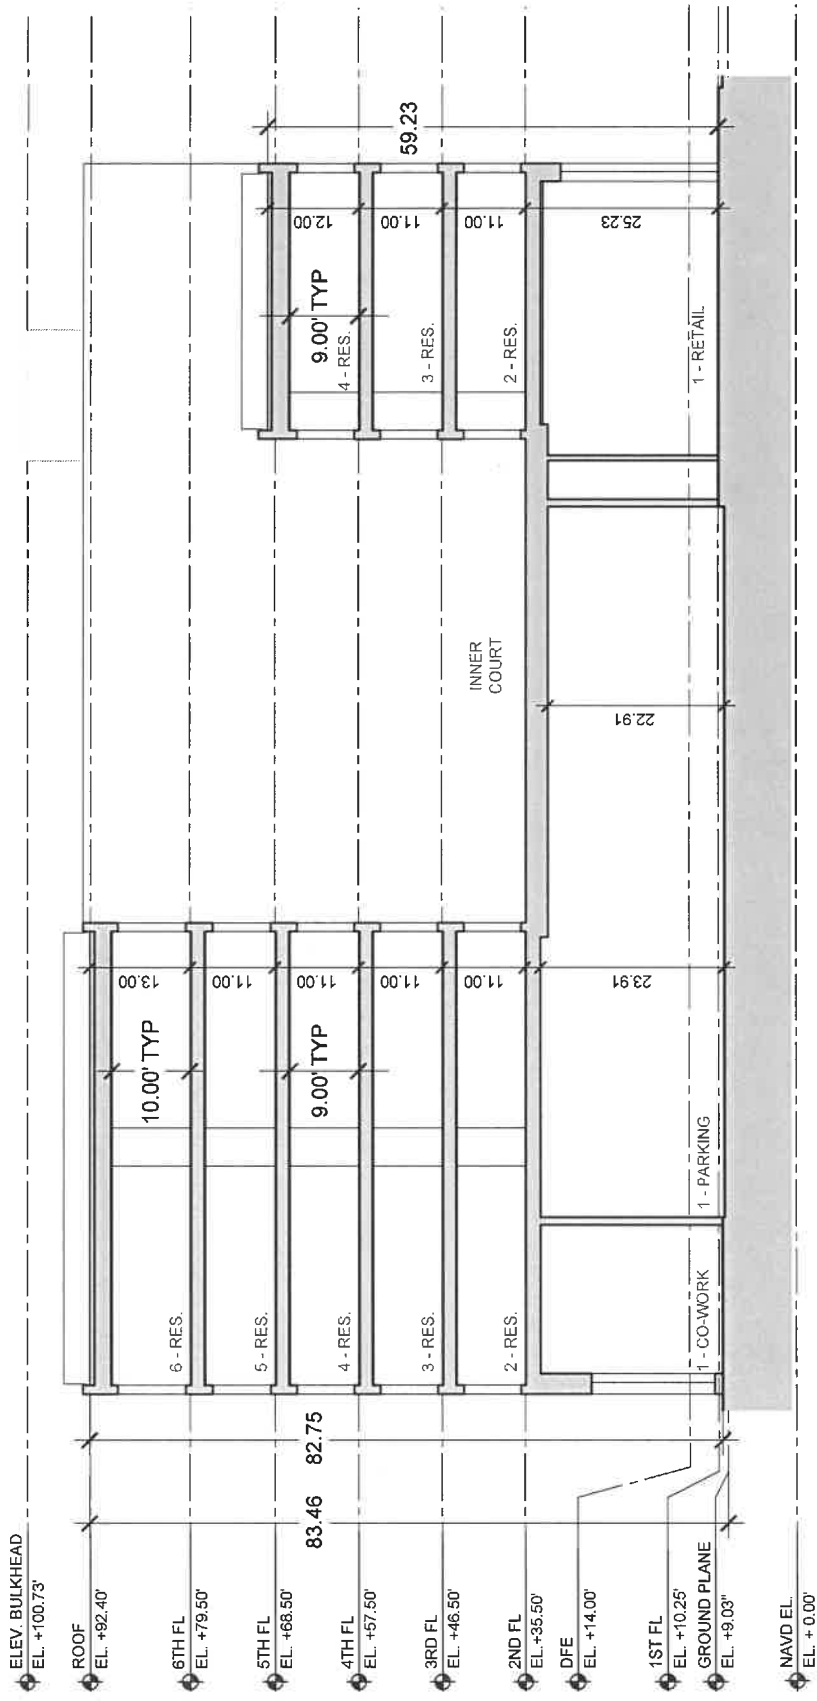 ELEV. BULKHEAD
EL. +100.73'
ROOF
EL. +92.40'
6TH FL
EL. +79.50'
5TH FL
EL. +68.50'
4TH FL
EL. +57.50'
3RD FL
EL. +46.50'
2ND FL
EL.+35.50'
DFE
EL. +14.00'
1ST FL
EL. +10.25'
GROUND PLANE
EL. +9.03"
NAVD EL.
EL. + 0.00'
83.46
82.75
6 - RES.
5 - RES.
4 - RES.
3 - RES.
2 - RES.
1 - CO-WORK
1 - PARKING
10.00' TYP
9.00' TYP
13.00
11.00
11.00
11.00
11.00
23.91
INNER
COURT
22.91
9.00' TYP
4 - RES.
3 - RES.
2 - RES.
1 - RETAIL
12.00
11.00
11.00
25.23
59.23